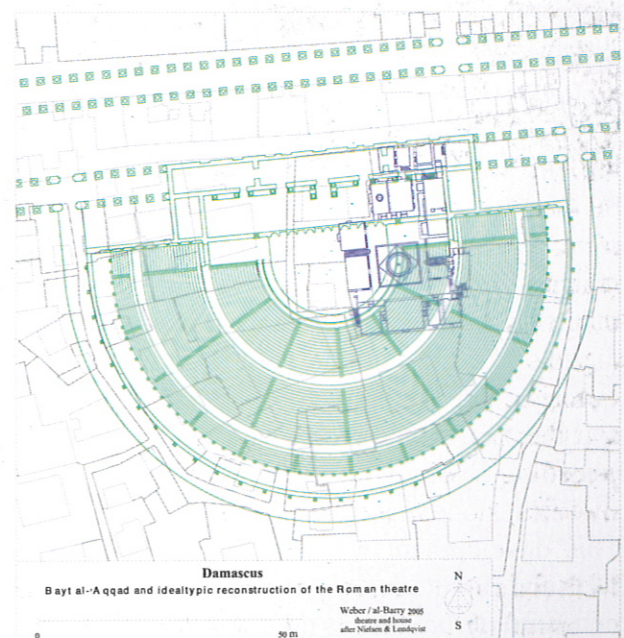 Damascus
Bayt al-ʿAqqad and idealtypic reconstruction of the Roman theatre
N
Weber / al-Barry 2005
theatre and house
after Nielsen & Lundqvist
S
0 50 m